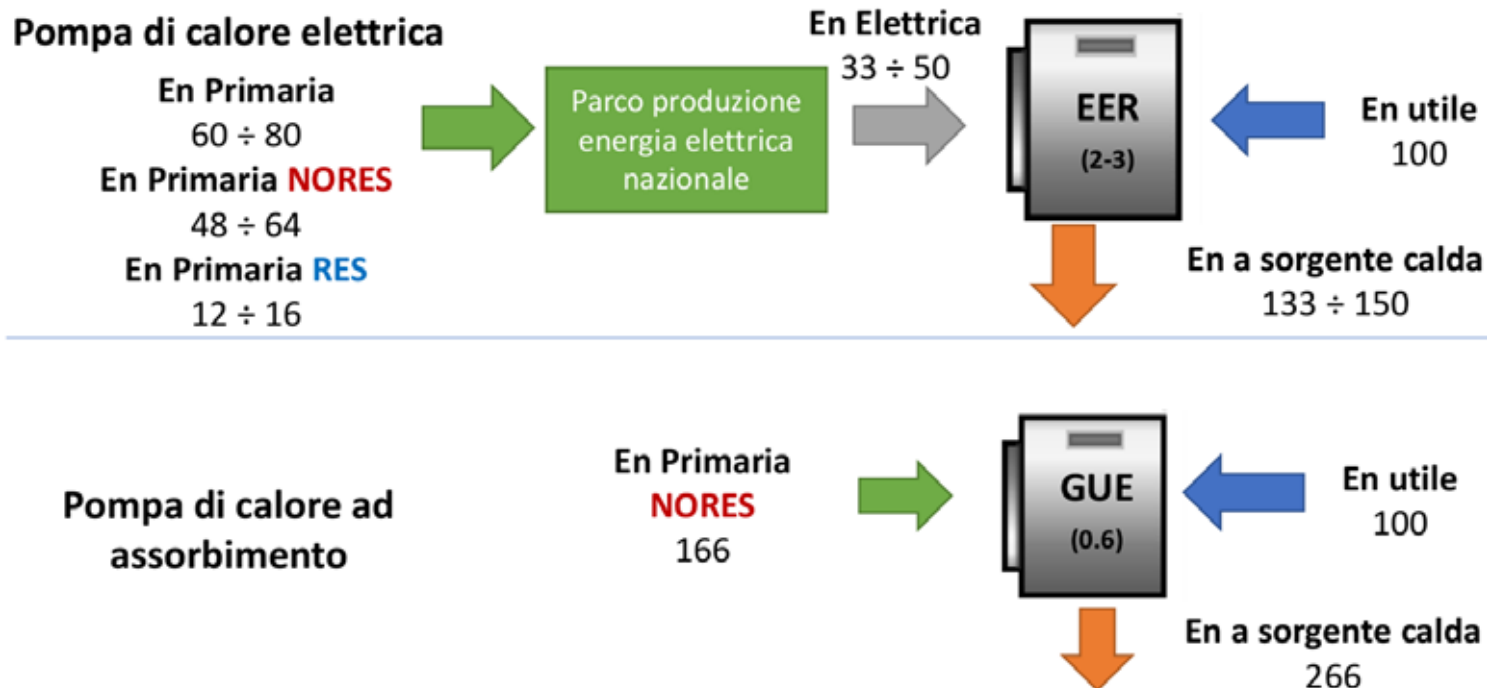 Pompa di calore elettrica
En Primaria
60 ÷ 80
En Primaria NORES
48 ÷ 64
En Primaria RES
12 ÷ 16
Parco produzione
energia elettrica
nazionale
En Elettrica
33 ÷ 50
EER
(2-3)
En utile
100
En a sorgente calda
133 ÷ 150
Pompa di calore ad
assorbimento
En Primaria
NORES
166
GUE
(0.6)
En utile
100
En a sorgente calda
266